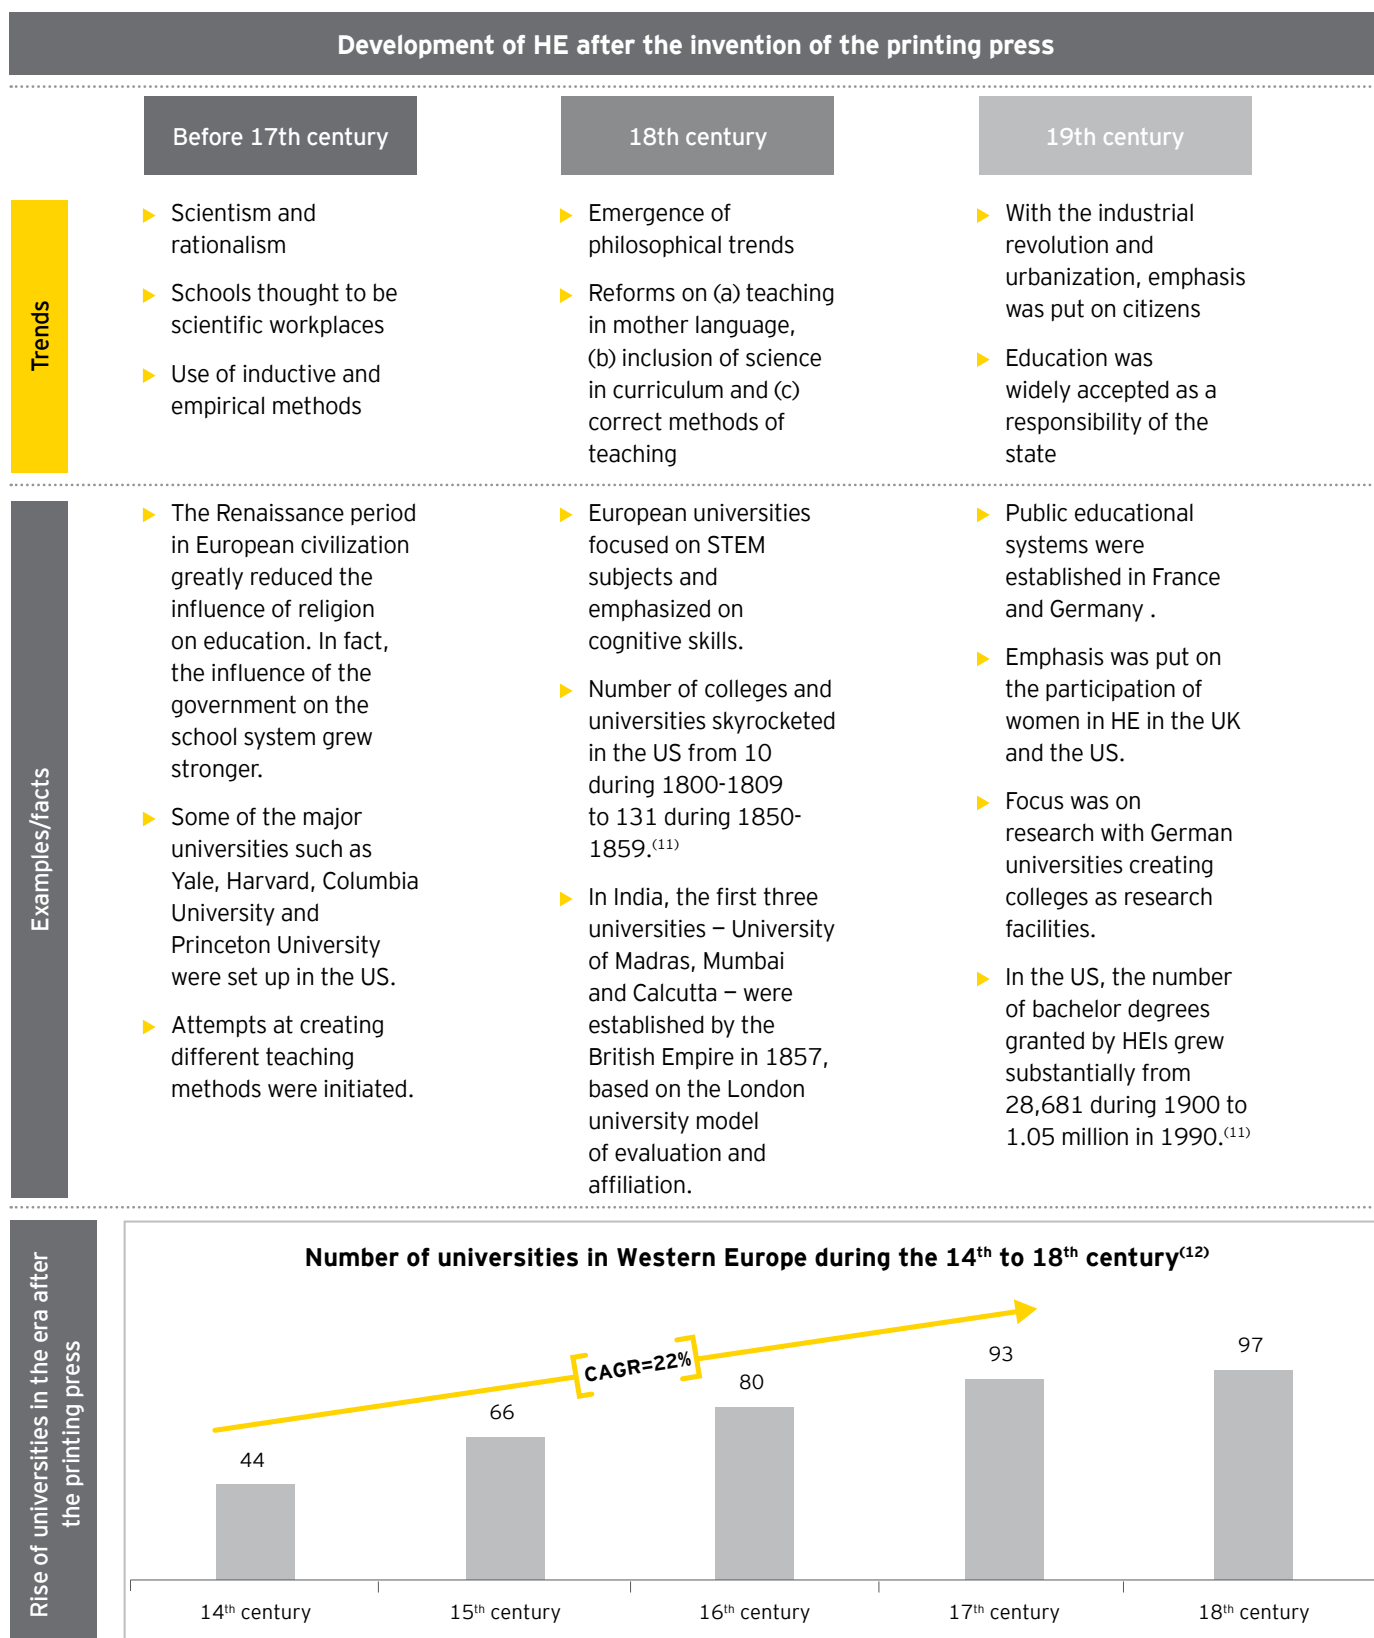 Development of HE after the invention of the printing press
Before 17th century
18th century
19th century
Trends
Scientism and
rationalism
Schools thought to be
scientific workplaces
Use of inductive and
empirical methods
Emergence of
philosophical trends
Reforms on (a) teaching
in mother language,
(b) inclusion of science
in curriculum and (c)
correct methods of
teaching
With the industrial
revolution and
urbanization, emphasis
was put on citizens
Education was
widely accepted as a
responsibility of the
state
Examples/facts
The Renaissance period
in European civilization
greatly reduced the
influence of religion
on education. In fact,
the influence of the
government on the
school system grew
stronger.
Some of the major
universities such as
Yale, Harvard, Columbia
University and
Princeton University
were set up in the US.
Attempts at creating
different teaching
methods were initiated.
European universities
focused on STEM
subjects and
emphasized on
cognitive skills.
Number of colleges and
universities skyrocketed
in the US from 10
during 1800-1809
to 131 during 1850-
1859.(11)
In India, the first three
universities — University
of Madras, Mumbai
and Calcutta — were
established by the
British Empire in 1857,
based on the London
university model
of evaluation and
affiliation.
Public educational
systems were
established in France
and Germany .
Emphasis was put on
the participation of
women in HE in the UK
and the US.
Focus was on
research with German
universities creating
colleges as research
facilities.
In the US, the number
of bachelor degrees
granted by HEIs grew
substantially from
28,681 during 1900 to
1.05 million in 1990.(11)
Rise of universities in the era after
the printing press
Number of universities in Western Europe during the 14th to 18th century(12)
CAGR=22%
44
66
80
93
97
14th century
15th century
16th century
17th century
18th century